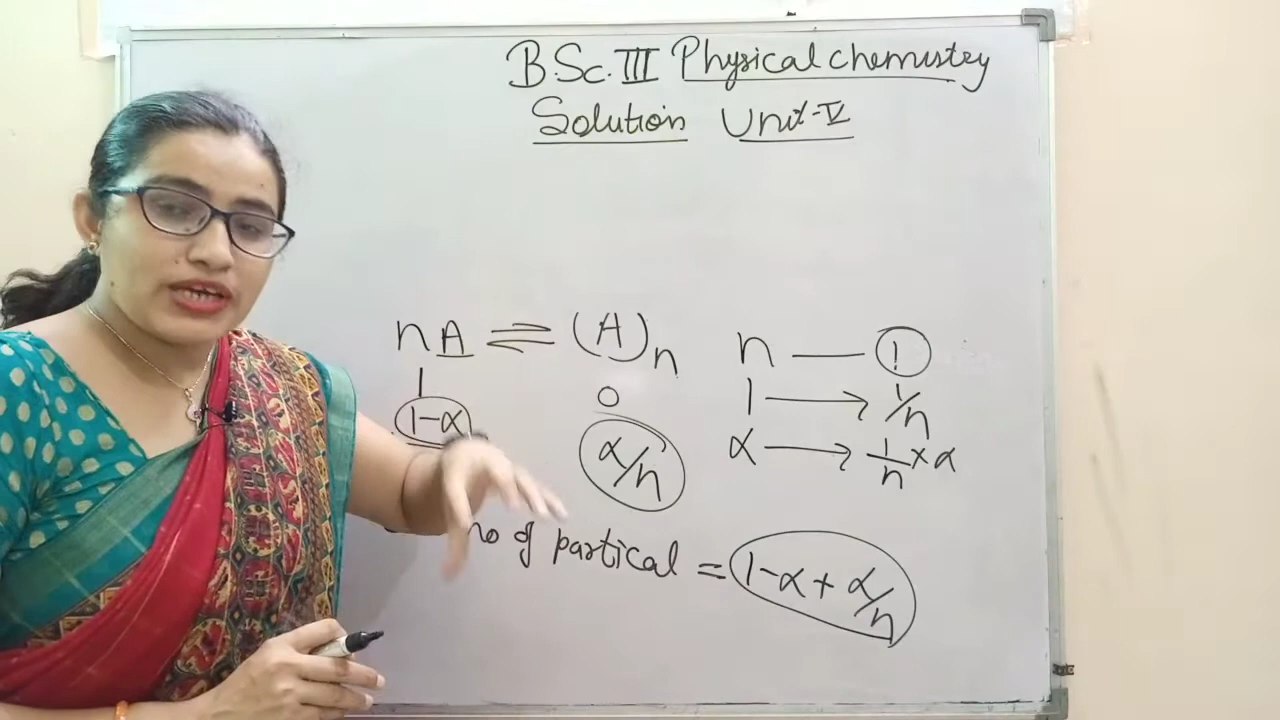 B.Sc. III Physical chemistry
Solution Unit-V
nA ⇌ (A)n
n — 1
1 0
1 → 1/n
1-α α/n
α → 1/n × α
no of partical = 1-α + α/n